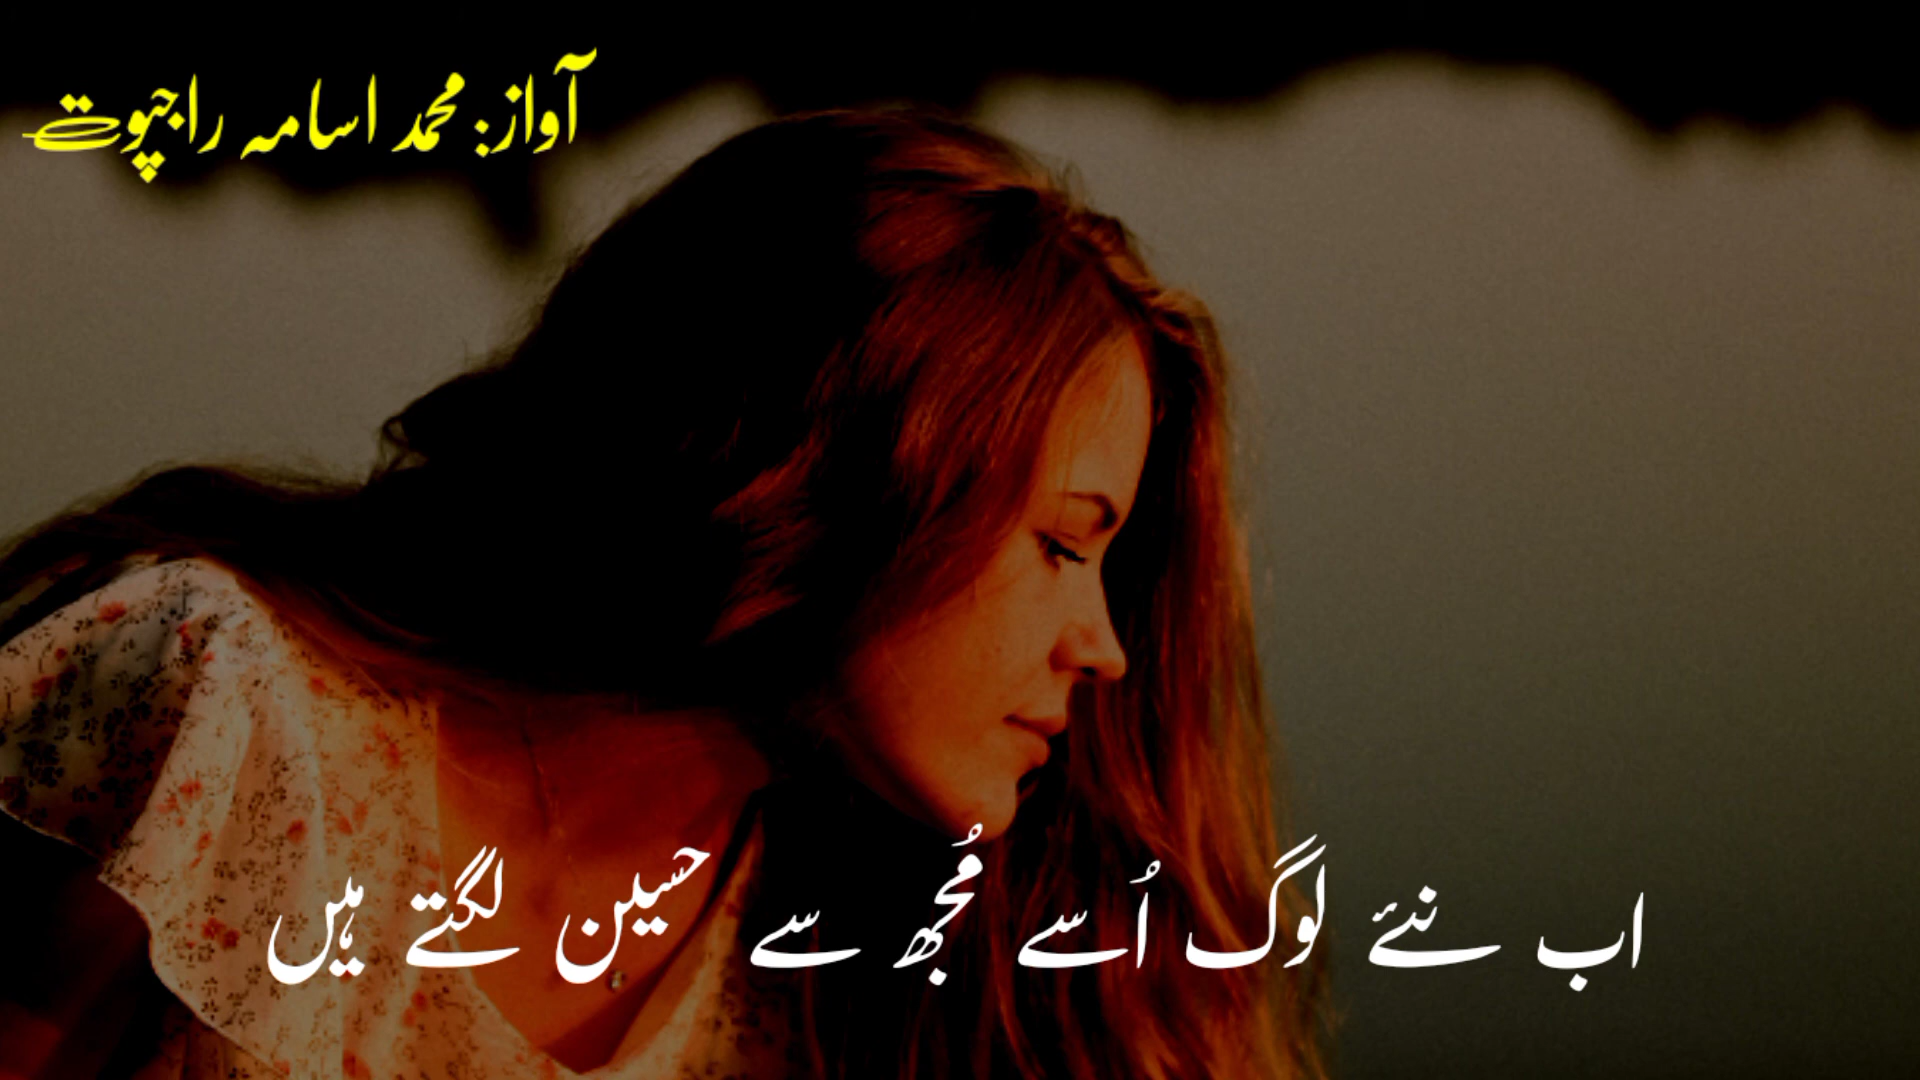 آواز: محمد اسامہ راجپوت
اب نئے لوگ اُسے مُجھ سے حسین لگتے ہیں